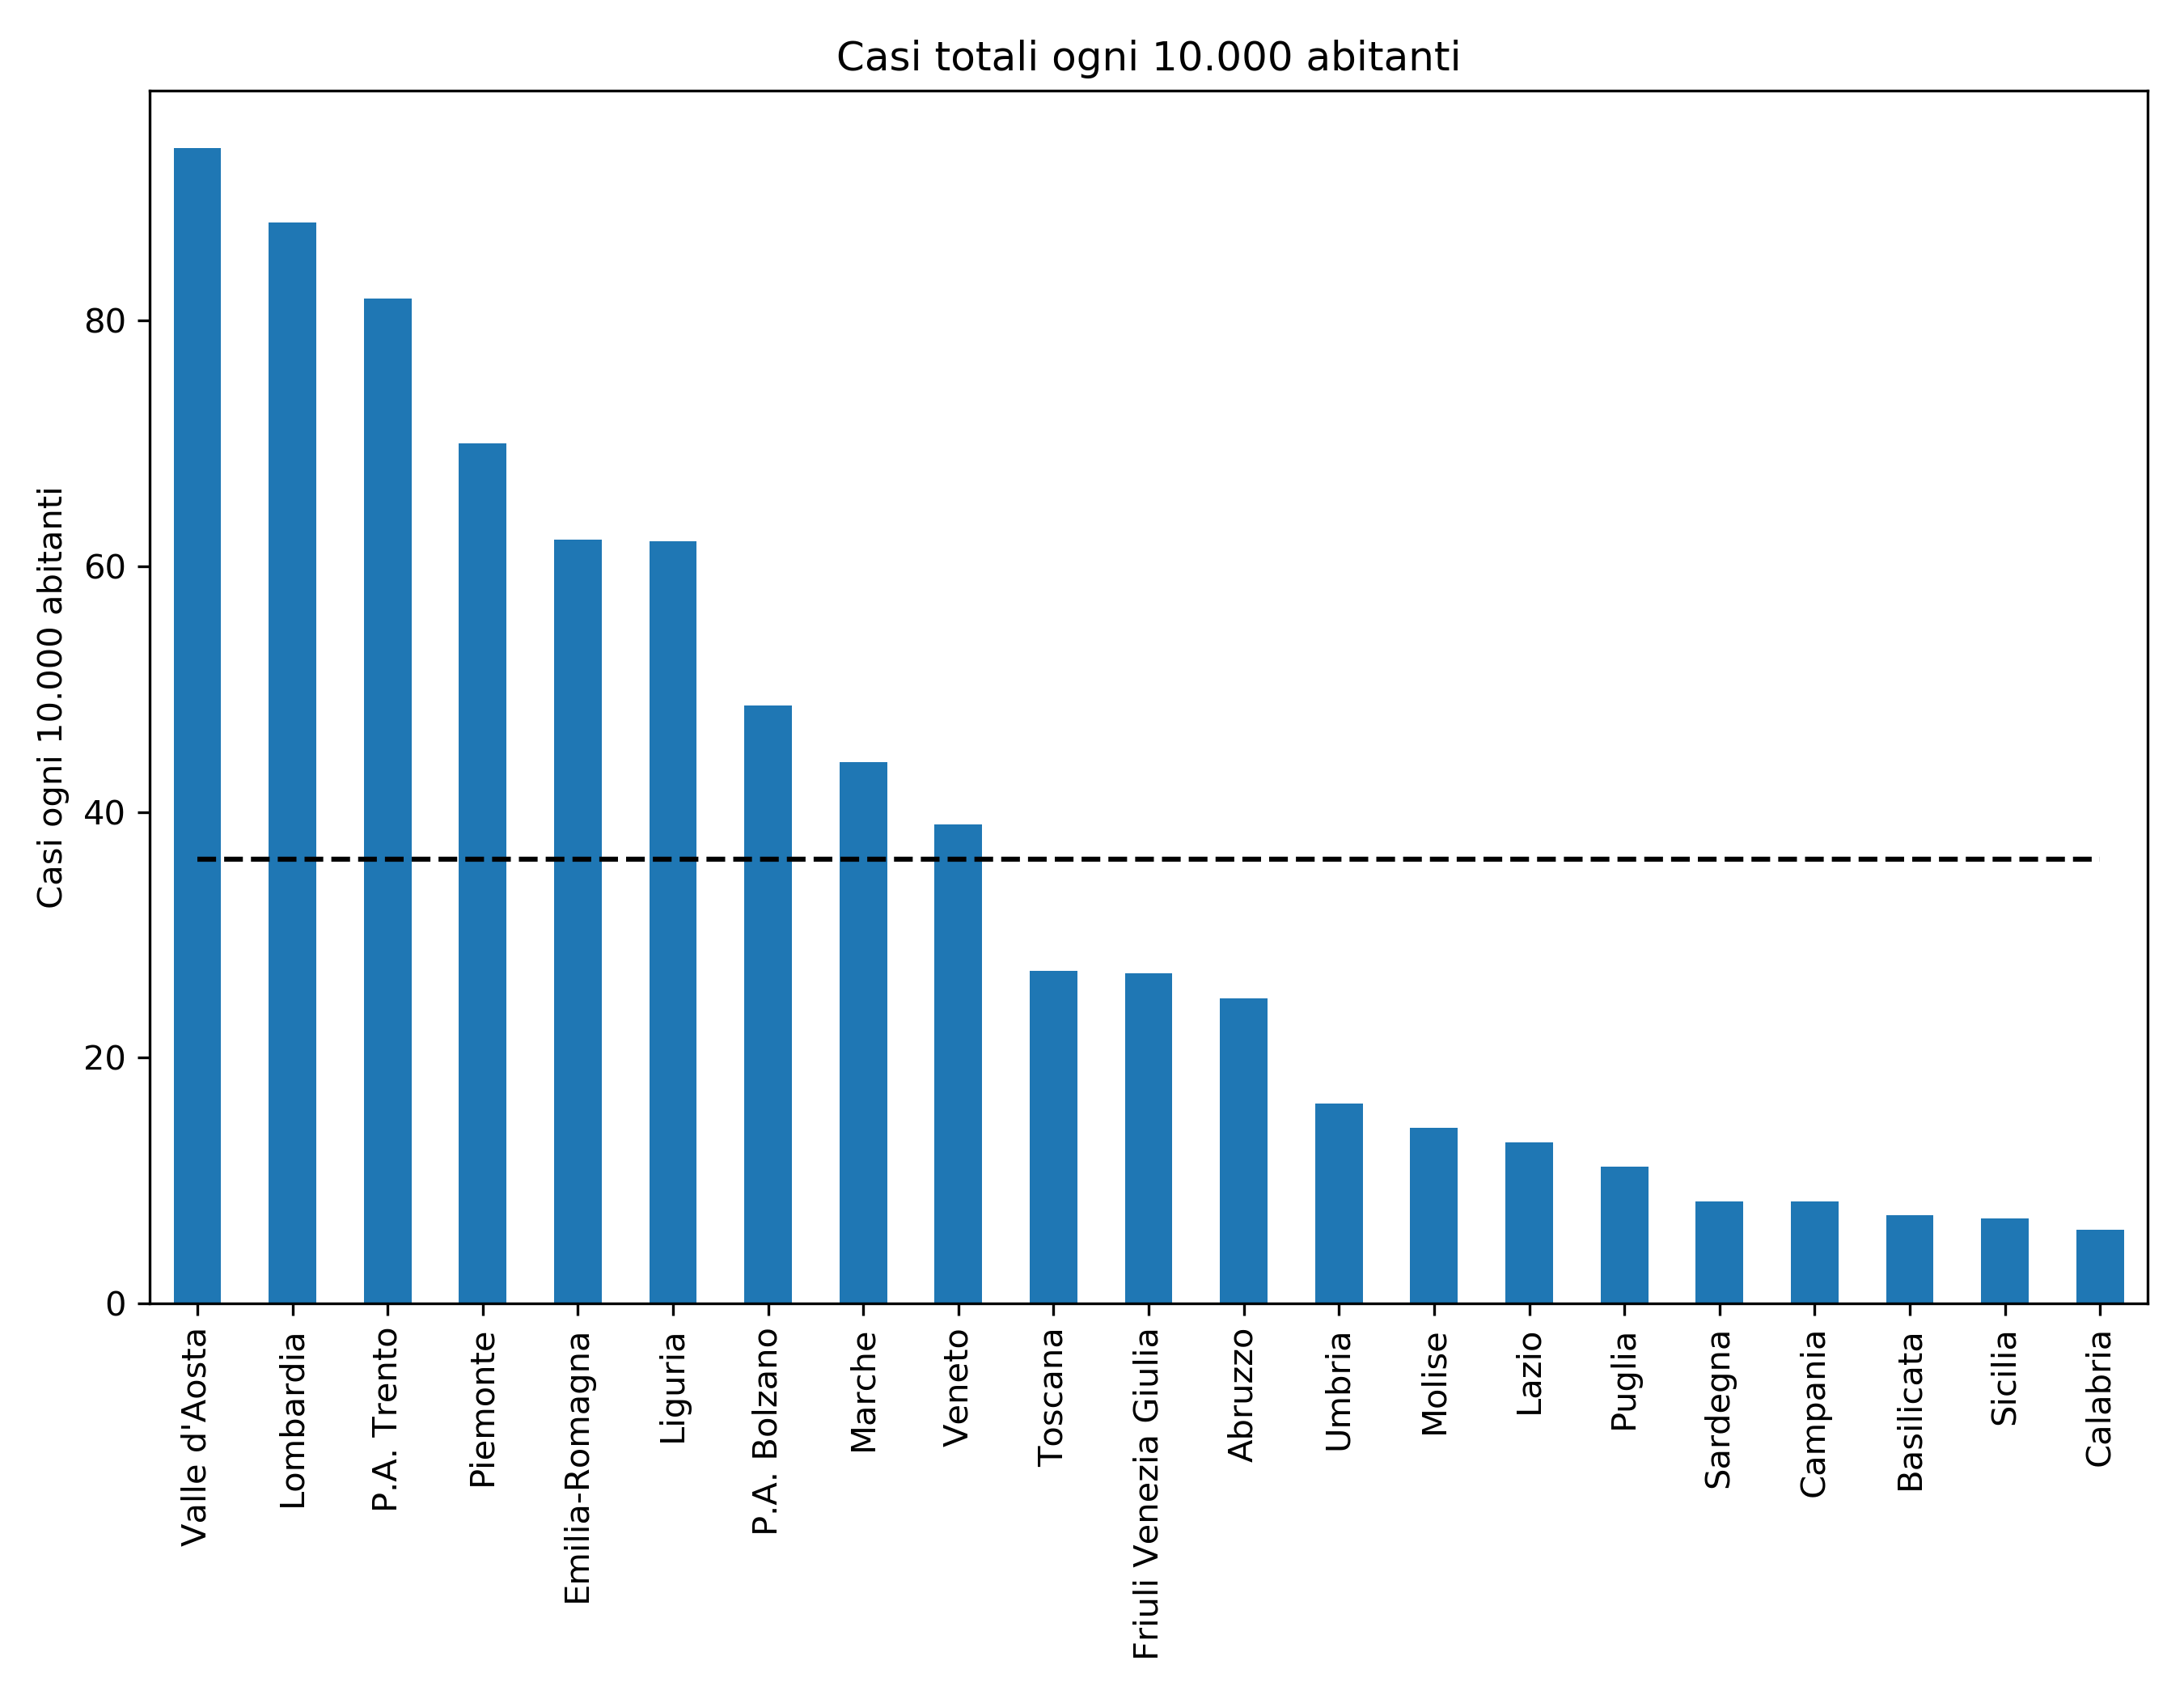 Casi totali ogni 10.000 abitanti
Casi ogni 10.000 abitanti
80
60
40
20
0
Valle d'Aosta
Lombardia
P.A. Trento
Piemonte
Emilia-Romagna
Liguria
P.A. Bolzano
Marche
Veneto
Toscana
Friuli Venezia Giulia
Abruzzo
Umbria
Molise
Lazio
Puglia
Sardegna
Campania
Basilicata
Sicilia
Calabria